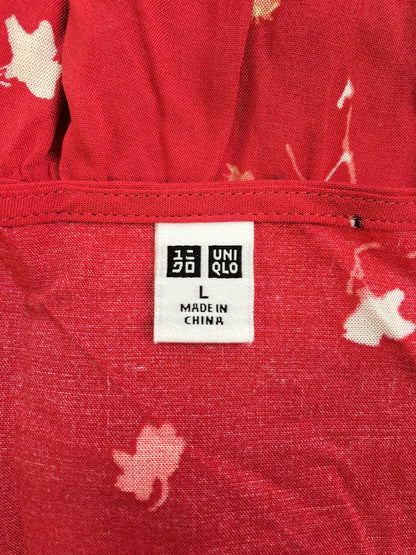 ユニ UNI
クロ QLO
L
MADE IN
CHINA